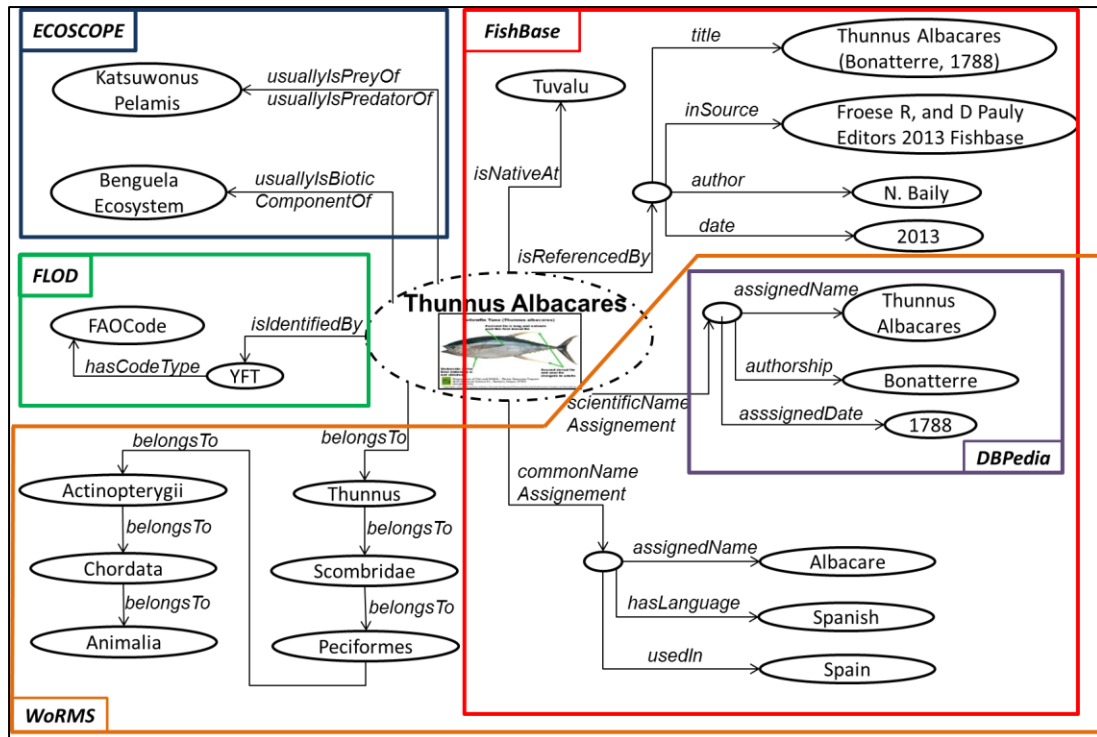 ECOSCOPE
Katsuwonus
Pelamis
usuallyIsPreyOf
usuallyIsPredatorOf
Benguela
Ecosystem
usuallyIsBiotic
ComponentOf
FishBase
Tuvalu
isNativeAt
title
Thunnus Albacares
(Bonatterre, 1788)
inSource
Froese R, and D Pauly
Editors 2013 Fishbase
author
N. Baily
date
2013
isReferencedBy
FLOD
FAOCode
hasCodeType
YFT
isIdentifiedBy
Thunnus Albacares
scientificName
Assignement
assignedName
Thunnus
Albacares
authorship
Bonatterre
asssignedDate
1788
DBPedia
belongsTo
Actinopterygii
belongsTo
Chordata
belongsTo
Animalia
belongsTo
Thunnus
belongsTo
Scombridae
belongsTo
Peciformes
WoRMS
commonName
Assignement
assignedName
Albacare
hasLanguage
Spanish
usedIn
Spain